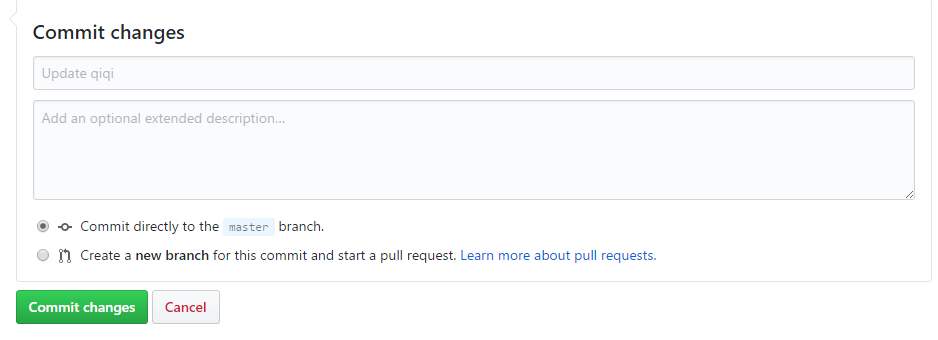 Commit changes
Update qiqi
Add an optional extended description...
Commit directly to the master branch.
Create a new branch for this commit and start a pull request. Learn more about pull requests.
Commit changes Cancel